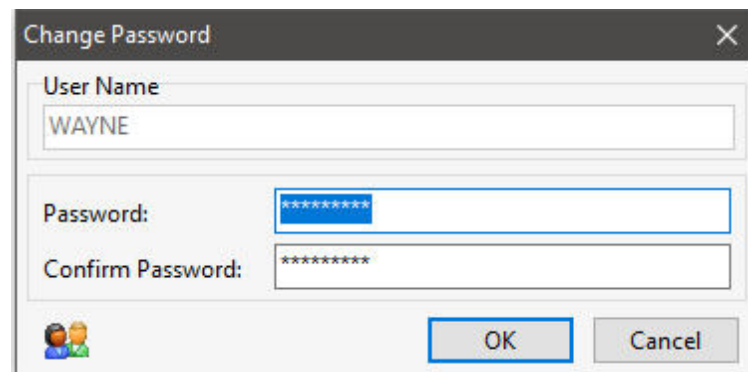 Change Password
User Name
WAYNE
Password: *********
Confirm Password: *********
OK Cancel